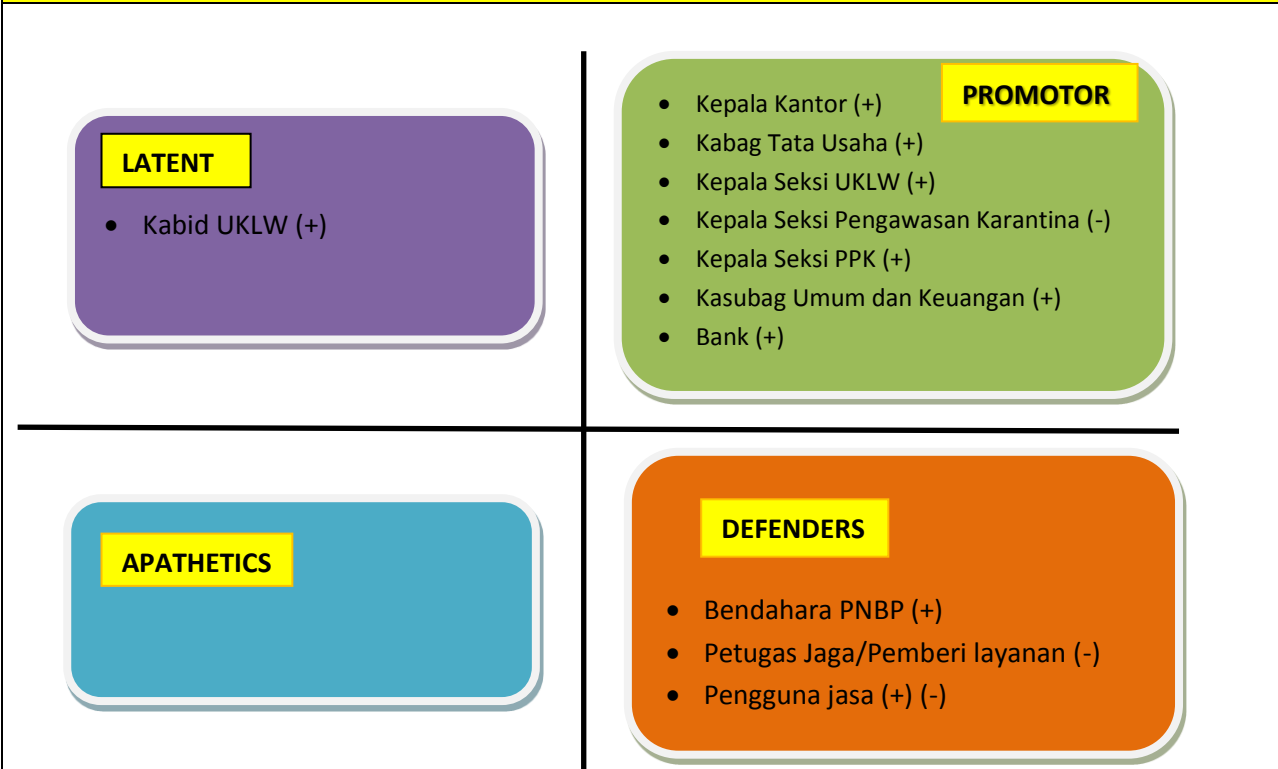 LATENT
• Kabid UKLW (+)
PROMOTOR
• Kepala Kantor (+)
• Kabag Tata Usaha (+)
• Kepala Seksi UKLW (+)
• Kepala Seksi Pengawasan Karantina (-)
• Kepala Seksi PPK (+)
• Kasubag Umum dan Keuangan (+)
• Bank (+)
APATHETICS
DEFENDERS
• Bendahara PNBP (+)
• Petugas Jaga/Pemberi layanan (-)
• Pengguna jasa (+) (-)